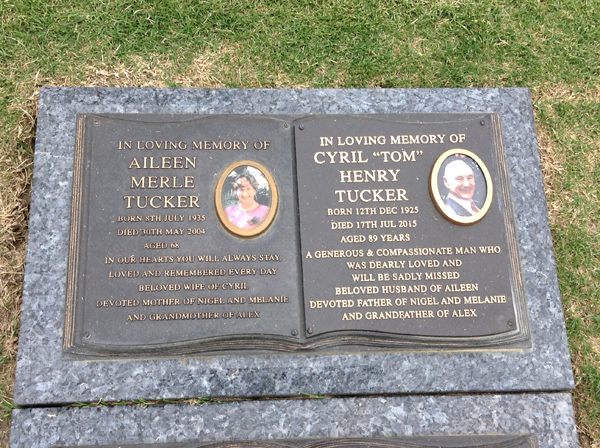 IN LOVING MEMORY OF
AILEEN
MERLE
TUCKER
BORN 8TH JULY 1935
DIED 30TH MAY 2004
AGED 68
IN OUR HEARTS YOU WILL ALWAYS STAY
LOVED AND REMEMBERED EVERY DAY
BELOVED WIFE OF CYRIL
DEVOTED MOTHER OF NIGEL AND MELANIE
AND GRANDMOTHER OF ALEX
IN LOVING MEMORY OF
CYRIL “TOM”
HENRY
TUCKER
BORN 12TH DEC 1925
DIED 17TH JUL 2015
AGED 89 YEARS
A GENEROUS & COMPASSIONATE MAN WHO
WAS DEARLY LOVED AND
WILL BE SADLY MISSED
BELOVED HUSBAND OF AILEEN
DEVOTED FATHER OF NIGEL AND MELANIE
AND GRANDFATHER OF ALEX